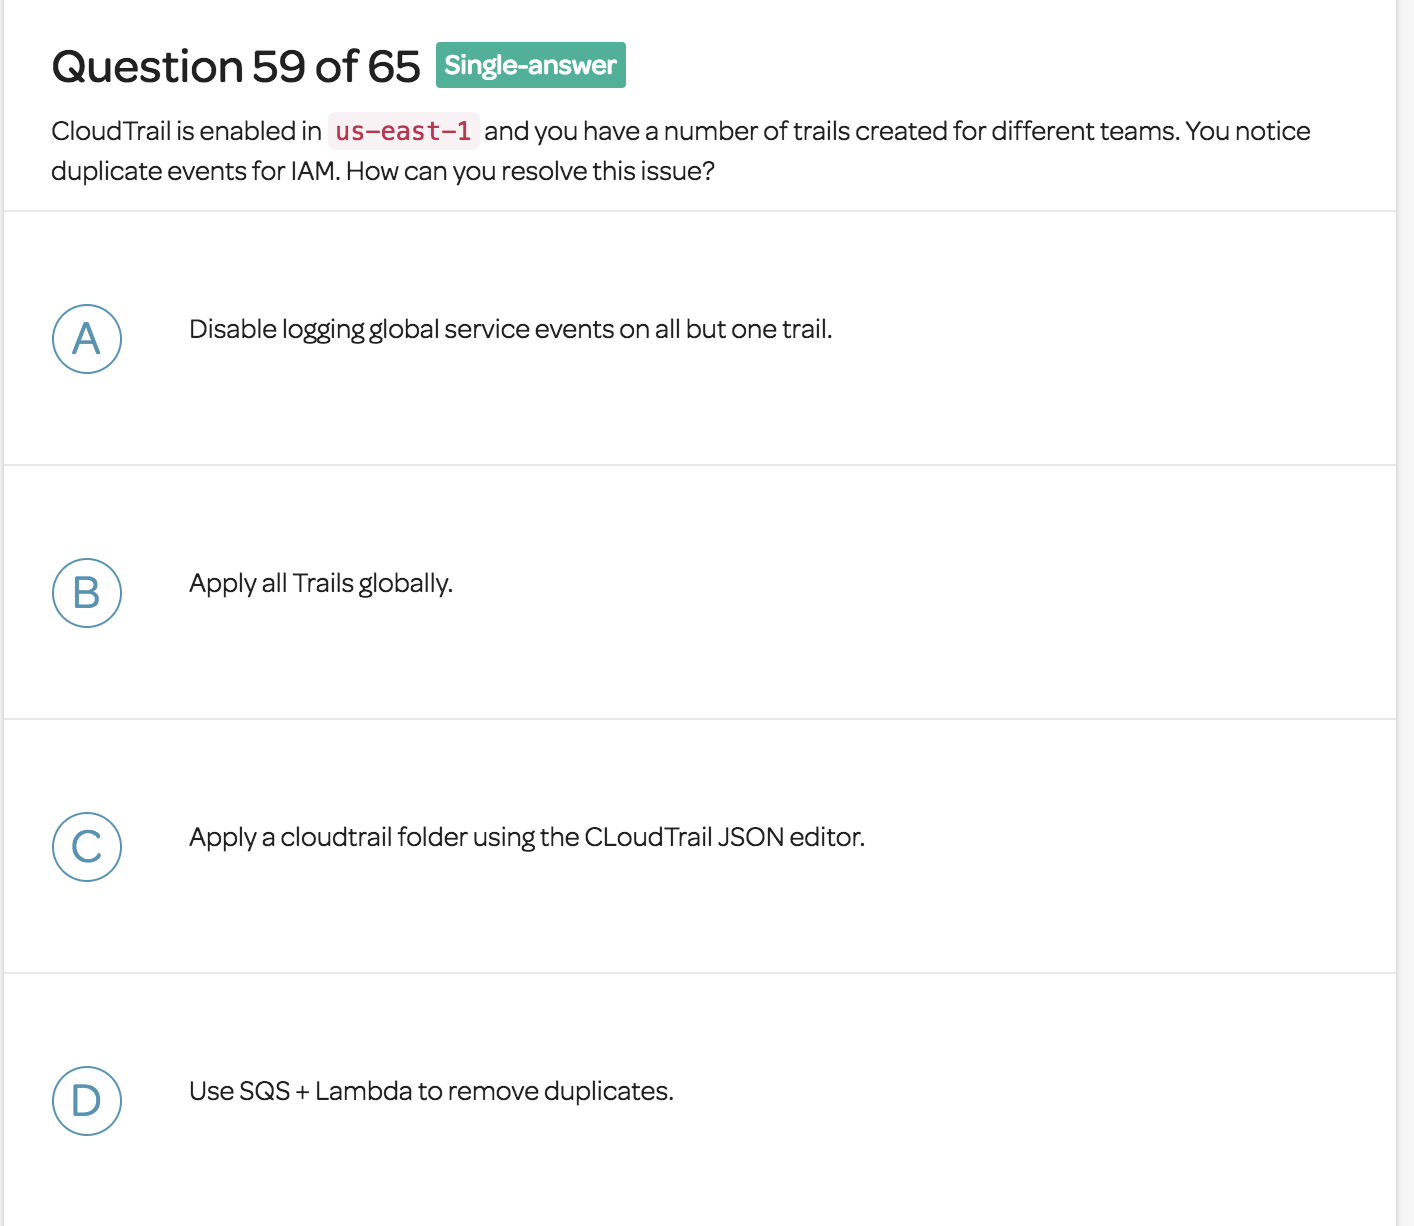 Question 59 of 65 Single-answer
CloudTrail is enabled in us-east-1 and you have a number of trails created for different teams. You notice
duplicate events for IAM. How can you resolve this issue?
A Disable logging global service events on all but one trail.
B Apply all Trails globally.
C Apply a cloudtrail folder using the CLoudTrail JSON editor.
D Use SQS + Lambda to remove duplicates.